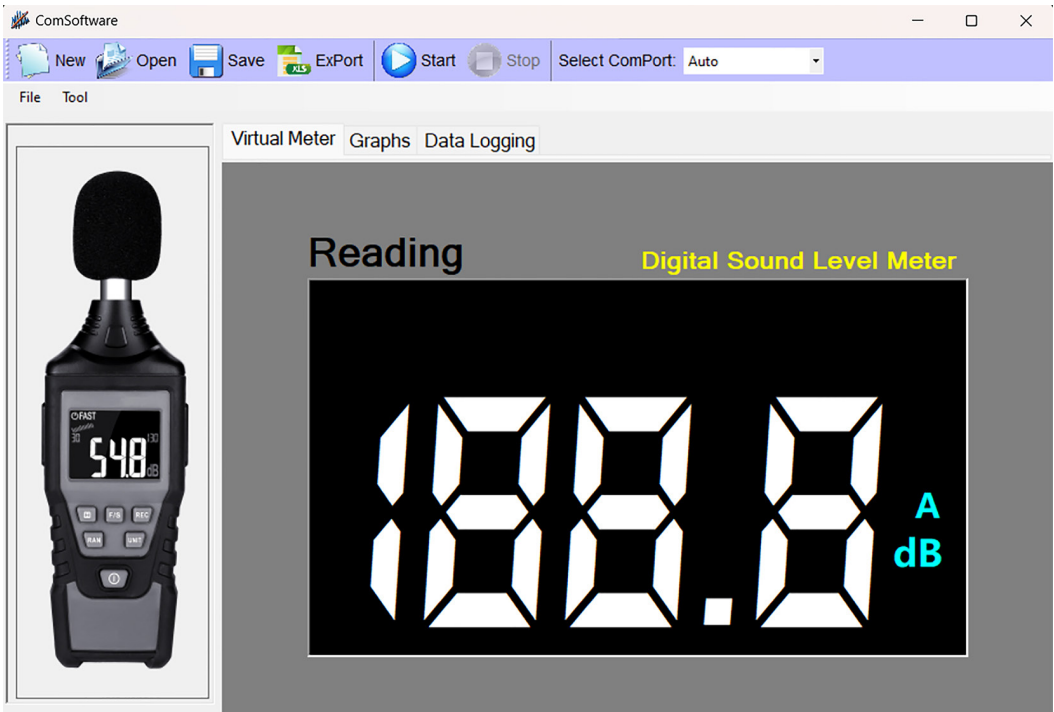 ComSoftware
New Open Save ExPort Start Stop Select ComPort: Auto
File Tool
Virtual Meter Graphs Data Logging
Reading
Digital Sound Level Meter
188.8
A
dB
FAST
30 130
54.8
dB
F/S REC
RAN UNIT